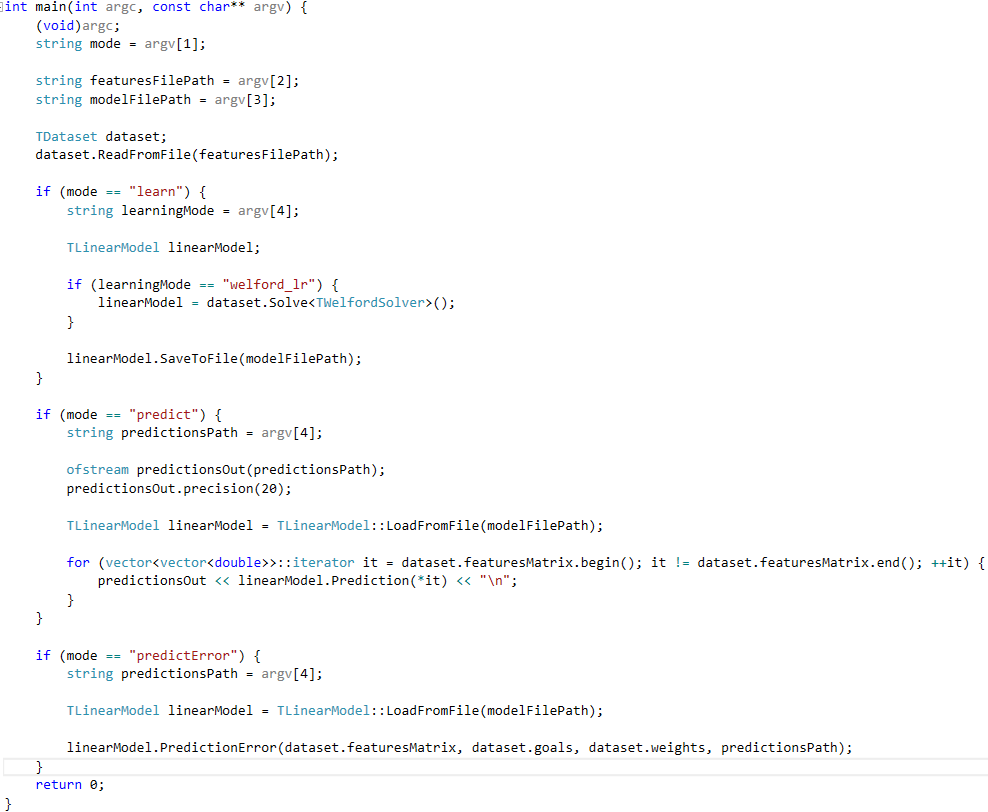 int main(int argc, const char** argv) {
    (void)argc;
    string mode = argv[1];

    string featuresFilePath = argv[2];
    string modelFilePath = argv[3];

    TDataset dataset;
    dataset.ReadFromFile(featuresFilePath);

    if (mode == "learn") {
        string learningMode = argv[4];

        TLinearModel linearModel;

        if (learningMode == "welford_lr") {
            linearModel = dataset.Solve<TWelfordSolver>();
        }

        linearModel.SaveToFile(modelFilePath);
    }

    if (mode == "predict") {
        string predictionsPath = argv[4];

        ofstream predictionsOut(predictionsPath);
        predictionsOut.precision(20);

        TLinearModel linearModel = TLinearModel::LoadFromFile(modelFilePath);

        for (vector<vector<double>>::iterator it = dataset.featuresMatrix.begin(); it != dataset.featuresMatrix.end(); ++it) {
            predictionsOut << linearModel.Prediction(*it) << "\n";
        }
    }

    if (mode == "predictError") {
        string predictionsPath = argv[4];

        TLinearModel linearModel = TLinearModel::LoadFromFile(modelFilePath);

        linearModel.PredictionError(dataset.featuresMatrix, dataset.goals, dataset.weights, predictionsPath);
    }
    return 0;
}